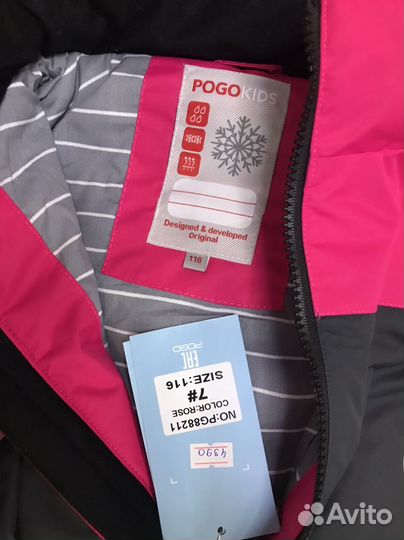 POGOKIDS
Designed & developed
Original
116
EAC
POGO
NO:PG88211
COLOR:ROSE
7#
SIZE:116
4390
Avito